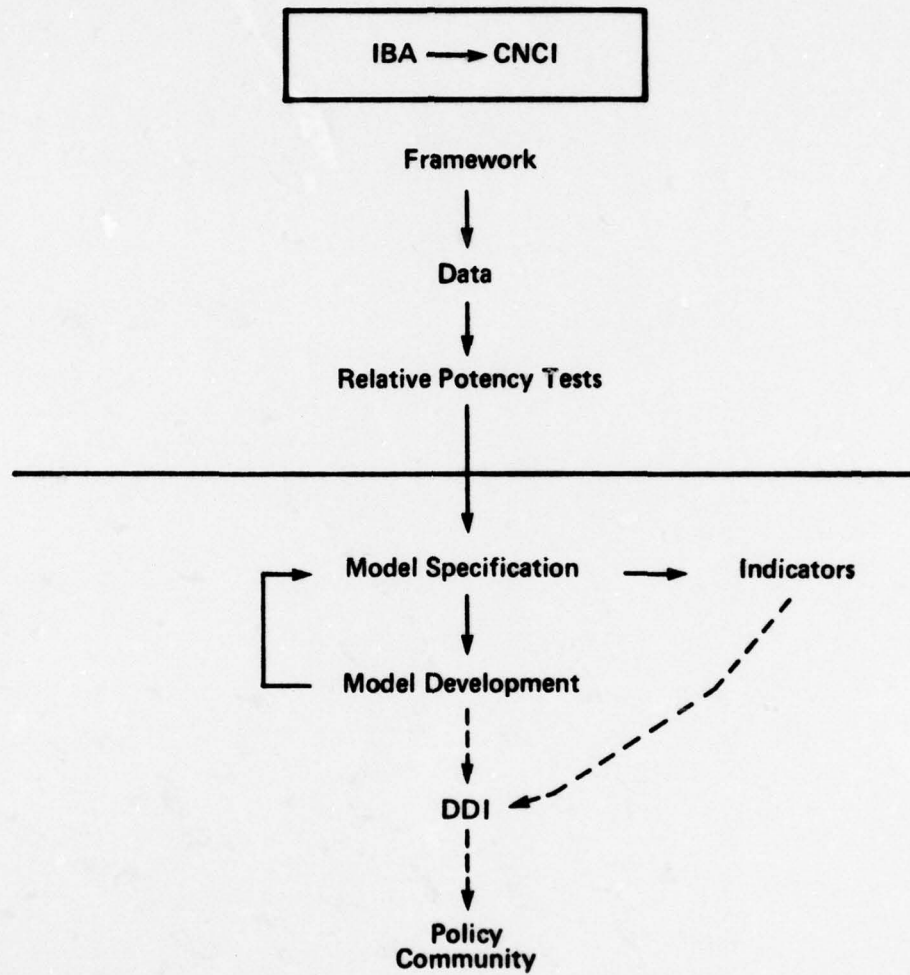 IBA → CNCI
Framework
Data
Relative Potency Tests
Model Specification → Indicators
Model Development
DDI
Policy
Community